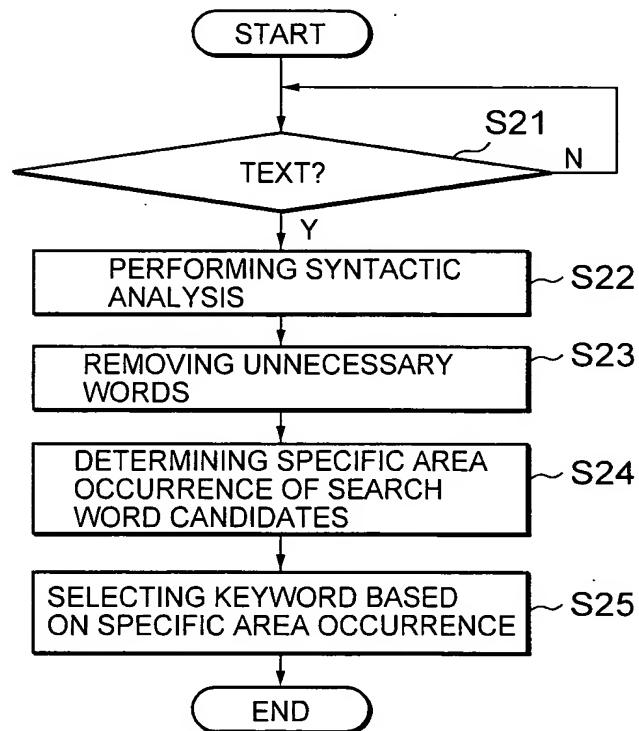 START
S21
TEXT?
N
Y
PERFORMING SYNTACTIC
ANALYSIS
S22
REMOVING UNNECESSARY
WORDS
S23
DETERMINING SPECIFIC AREA
OCCURRENCE OF SEARCH
WORD CANDIDATES
S24
SELECTING KEYWORD BASED
ON SPECIFIC AREA OCCURRENCE
S25
END